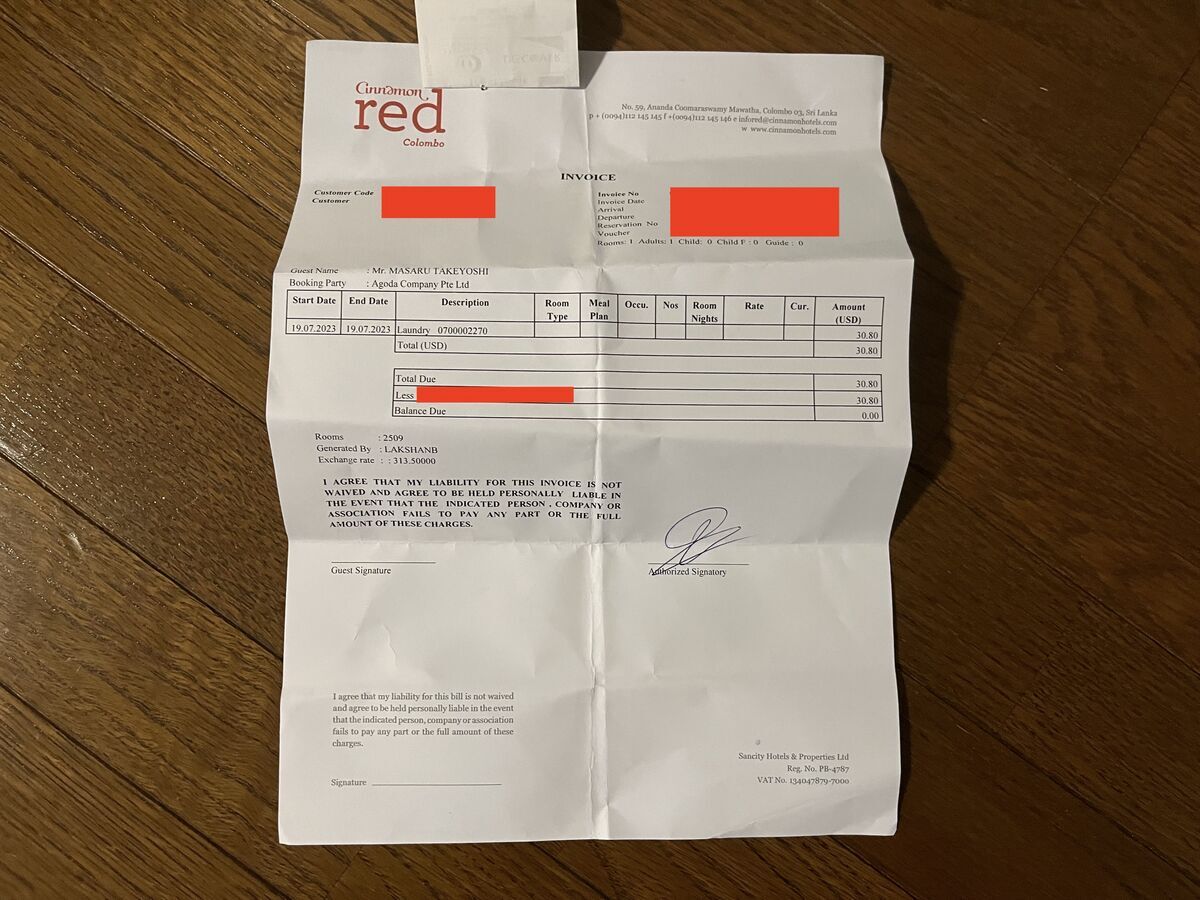 Cinnamon
red
Colombo
No. 59, Ananda Coomaraswamy Mawatha, Colombo 03, Sri Lanka
p + (0094)112 145 145 f +(0094)112 145 146 e infored@cinnamonhotels.com
w www.cinnamonhotels.com
INVOICE
Customer Code
Customer
Invoice No
Invoice Date
Arrival
Departure
Reservation No
Voucher
Rooms: 1 Adults: 1 Child: 0 Child F : 0 Guide : 0
Guest Name : Mr. MASARU TAKEYOSHI
Booking Party : Agoda Company Pte Ltd
Start Date End Date Description Room Type Meal Plan Occu. Nos Room Nights Rate Cur. Amount (USD)
19.07.2023 19.07.2023 Laundry 0700002270 30.80
Total (USD) 30.80
Total Due 30.80
Less 30.80
Balance Due 0.00
Rooms : 2509
Generated By : LAKSHANB
Exchange rate : : 313.50000
I AGREE THAT MY LIABILITY FOR THIS INVOICE IS NOT
WAIVED AND AGREE TO BE HELD PERSONALLY LIABLE IN
THE EVENT THAT THE INDICATED PERSON , COMPANY OR
ASSOCIATION FAILS TO PAY ANY PART OR THE FULL
AMOUNT OF THESE CHARGES.
Guest Signature
Authorized Signatory
I agree that my liability for this bill is not waived
and agree to be held personally liable in the event
that the indicated person, company or association
fails to pay any part or the full amount of these
charges.
Signature
Sancity Hotels & Properties Ltd
Reg. No. PB-4787
VAT No. 134047879-7000